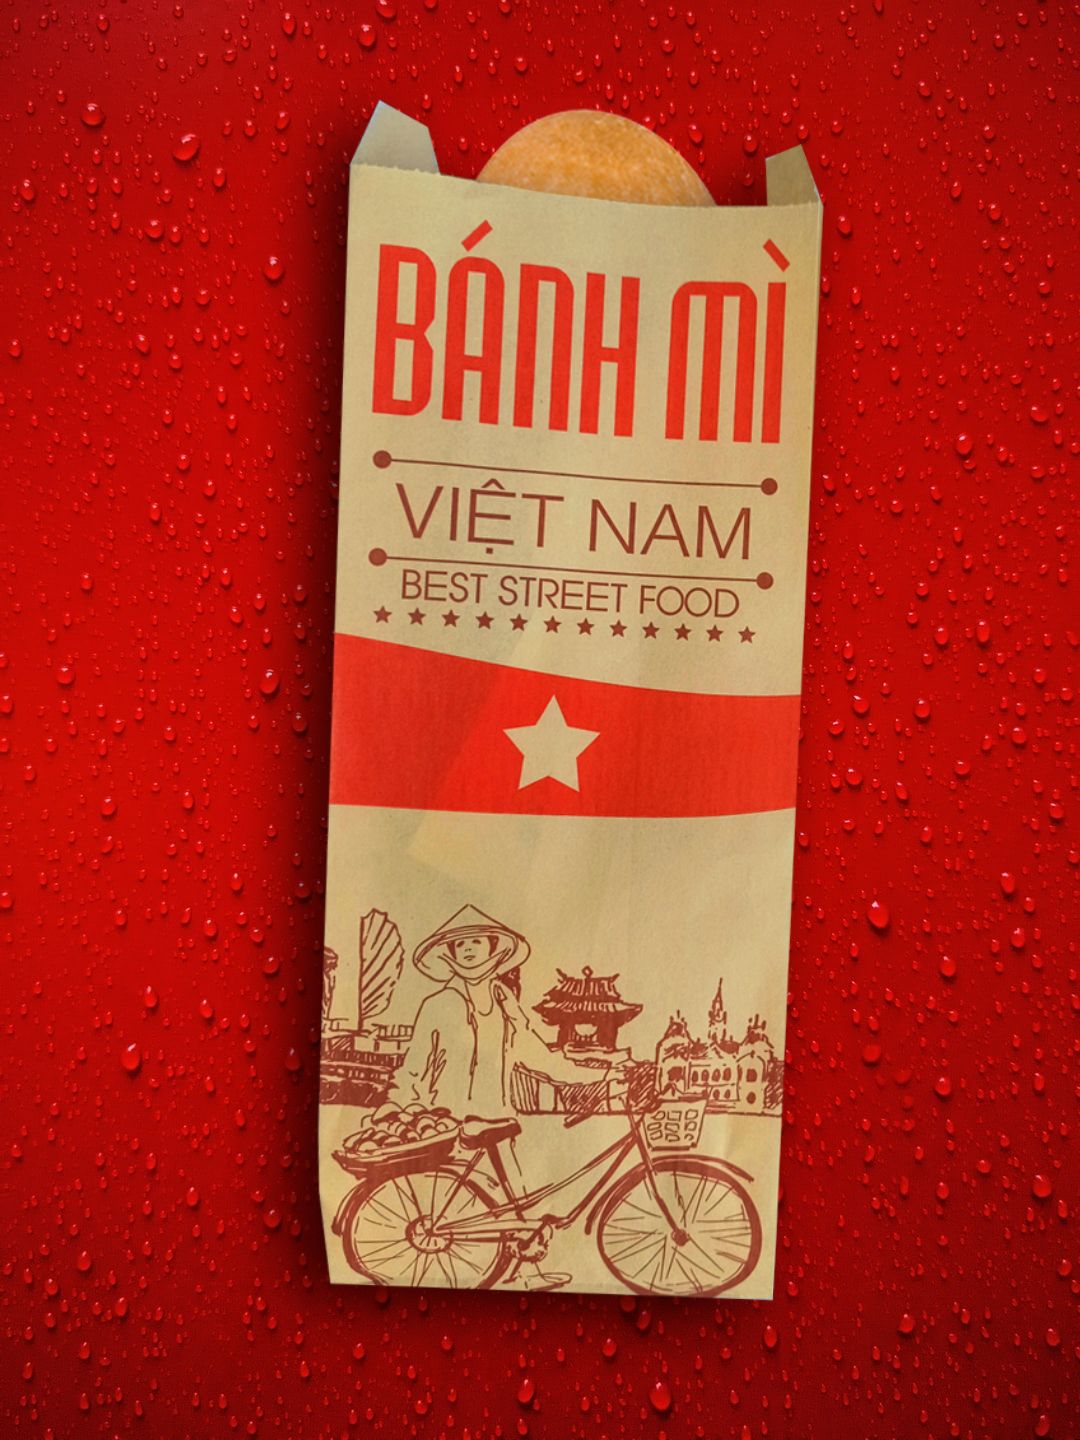 BÁNH MÌ
VIỆT NAM
BEST STREET FOOD